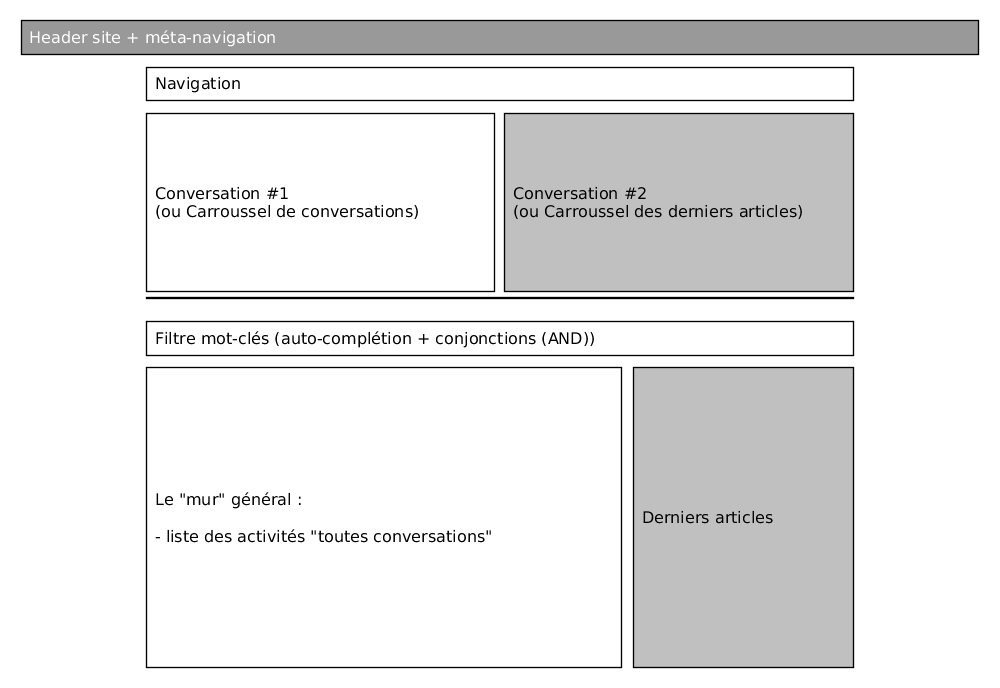 Header site + méta-navigation
Navigation
Conversation #1
(ou Carroussel de conversations)
Conversation #2
(ou Carroussel des derniers articles)
Filtre mot-clés (auto-complétion + conjonctions (AND))
Le "mur" général :
- liste des activités "toutes conversations"
Derniers articles